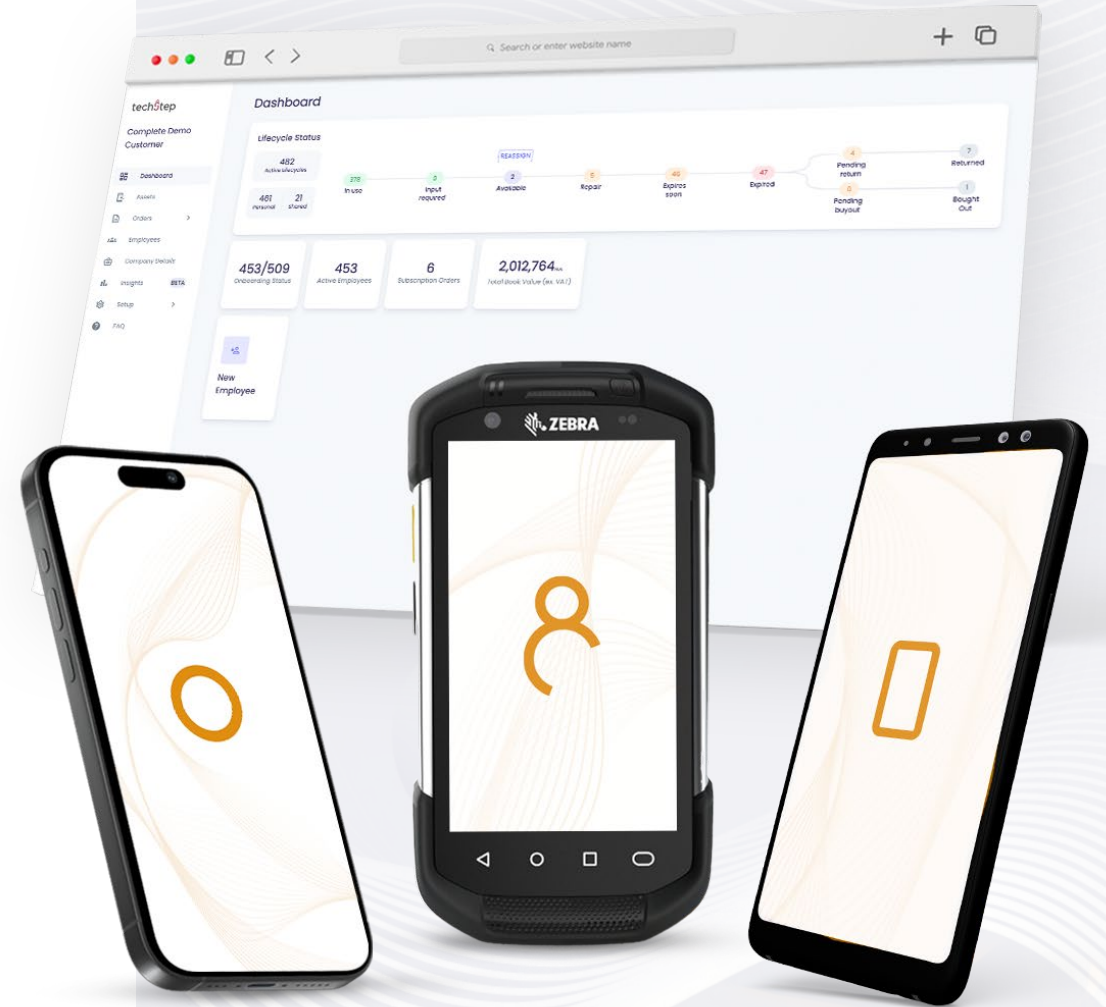 Search or enter website name
techstep
Complete Demo
Customer
Dashboard
Assets
Orders
Employees
Company Details
Insights BETA
Setup
FAQ
Dashboard
Lifecycle Status
482
Active Lifecycles
461 21
Personal Shared
In use
Input
required
REASSIGN
2
Available
5
Repair
40
Expires
soon
47
Expired
4
Pending
return
Pending
buyout
7
Returned
1
Bought
Out
453/509
Onboarding Status
453
Active Employees
6
Subscription Orders
2,012,764
Total Book Value (ex. VAT)
New
Employee
ZEBRA